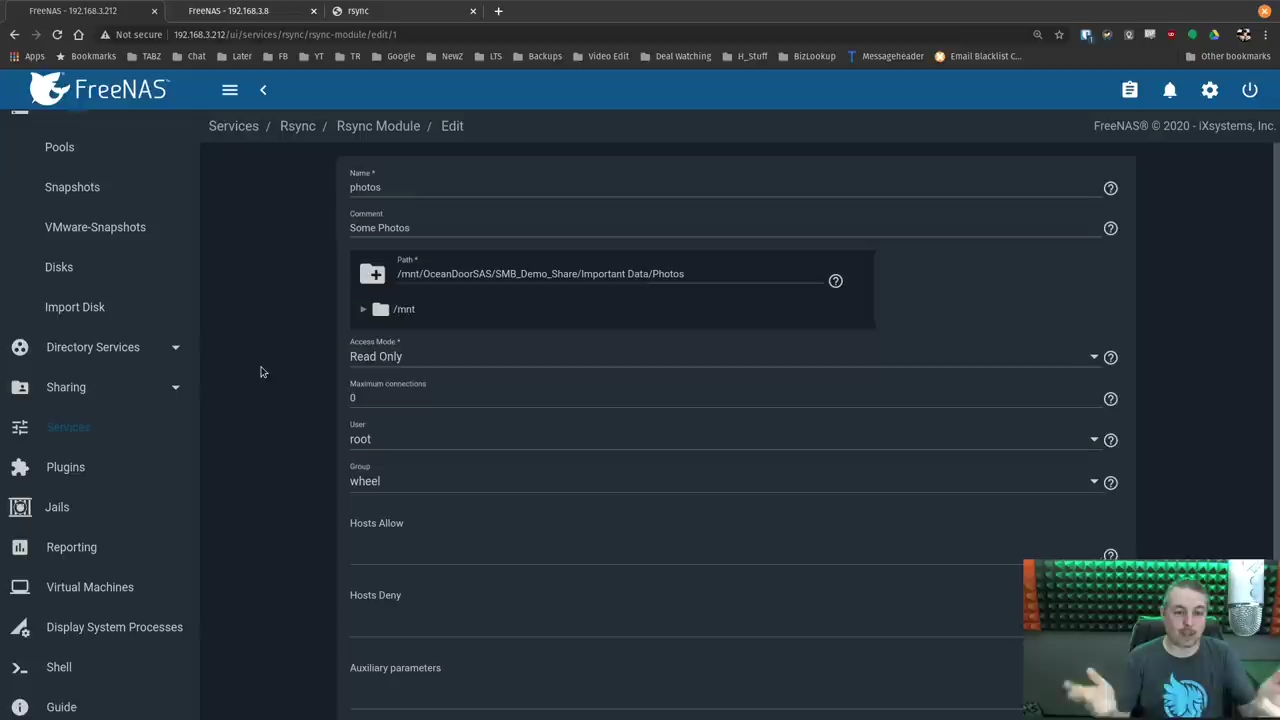 FreeNAS - 192.168.3.212
FreeNAS - 192.168.3.8
rsync
Not secure
192.168.3.212/ui/services/rsync/rsync-module/edit/1
Apps
Bookmarks
TABZ
Chat
Later
FB
YT
TR
Google
NewZ
LTS
Backups
Video Edit
Deal Watching
H_Stuff
BizLookup
Messageheader
Email Blacklist C...
Other bookmarks
FreeNAS
Services / Rsync / Rsync Module / Edit
FreeNAS® © 2020 - iXsystems, Inc.
Pools
Snapshots
VMware-Snapshots
Disks
Import Disk
Directory Services
Sharing
Services
Plugins
Jails
Reporting
Virtual Machines
Display System Processes
Shell
Guide
Name *
photos
Comment
Some Photos
Path *
/mnt/OceanDoorSAS/SMB_Demo_Share/Important Data/Photos
/mnt
Access Mode *
Read Only
Maximum connections
0
User
root
Group
wheel
Hosts Allow
Hosts Deny
Auxiliary parameters